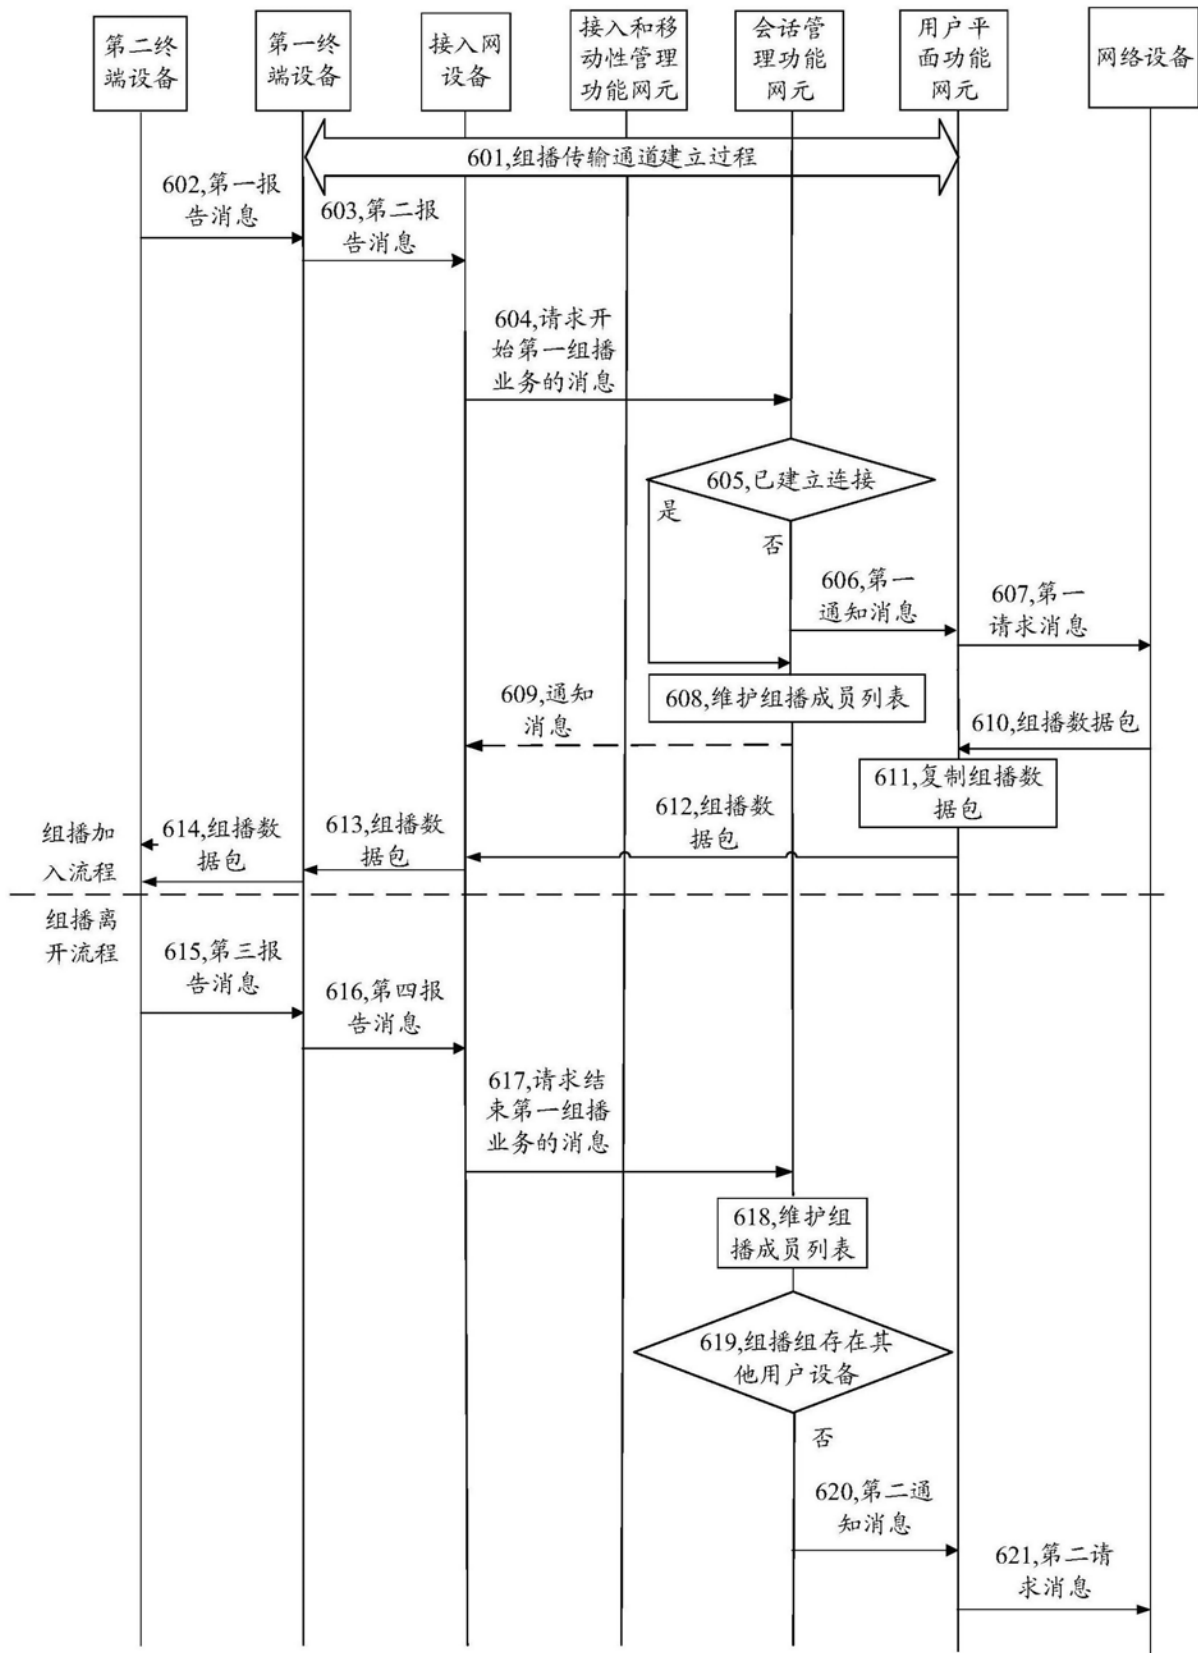 第二终
端设备
第一终
端设备
接入网
设备
接入和移
动性管理
功能网元
会话管
理功能
网元
用户平
面功能
网元
网络设备
601,组播传输通道建立过程
602,第一报
告消息
603,第二报
告消息
604,请求开
始第一组播
业务的消息
605,已建立连接
是
否
606,第一
通知消息
607,第一
请求消息
608,维护组播成员列表
609,通知
消息
610,组播数据包
611,复制组播数
据包
612,组播数
据包
613,组播数
据包
614,组播数
据包
组播加
入流程
组播离
开流程
615,第三报
告消息
616,第四报
告消息
617,请求结
束第一组播
业务的消息
618,维护组
播成员列表
619,组播组存在其
他用户设备
否
620,第二通
知消息
621,第二请
求消息